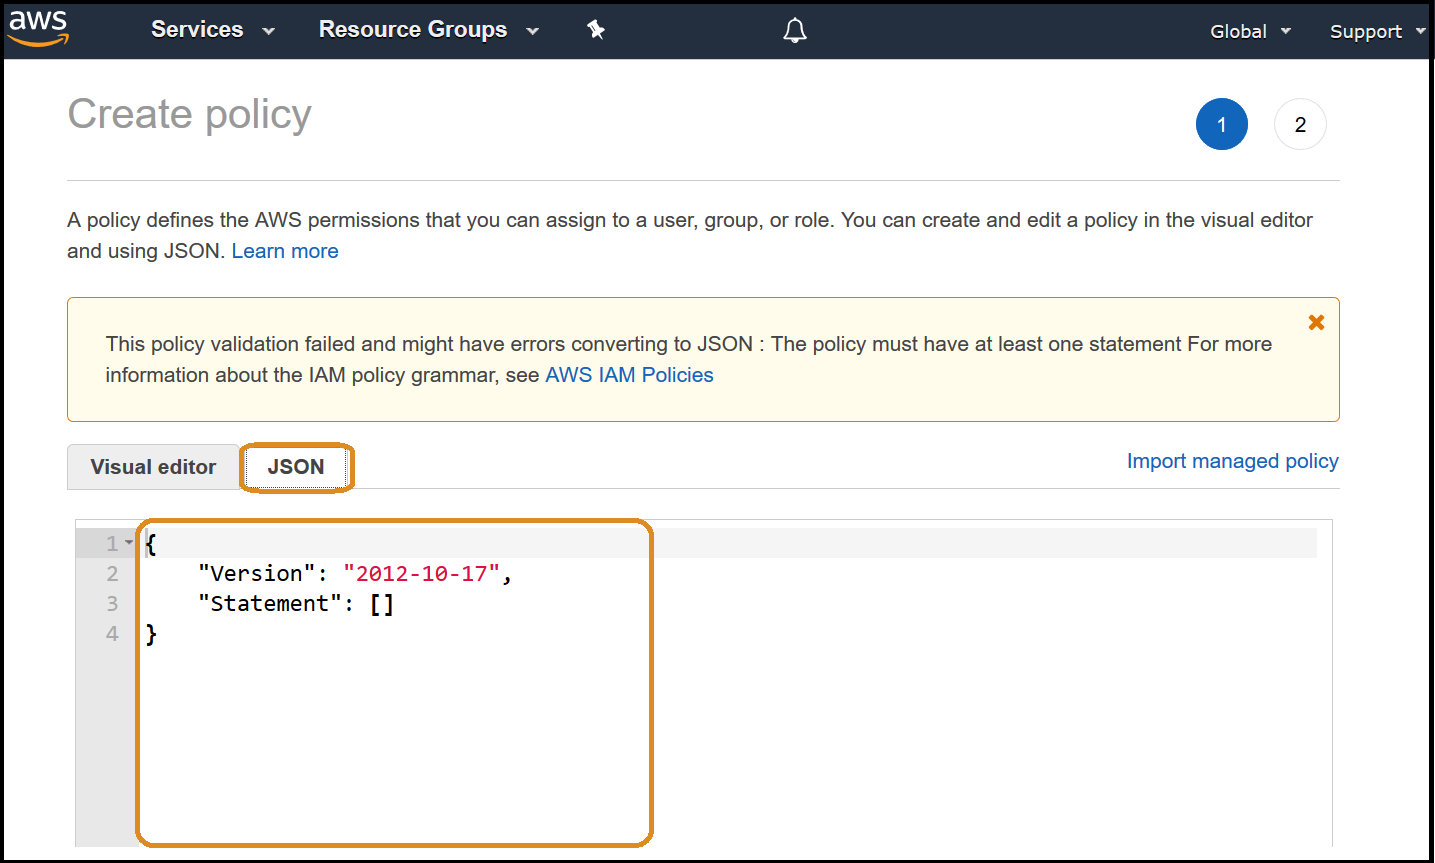 aws Services Resource Groups Global Support
Create policy
1 2
A policy defines the AWS permissions that you can assign to a user, group, or role. You can create and edit a policy in the visual editor
and using JSON. Learn more
This policy validation failed and might have errors converting to JSON : The policy must have at least one statement For more
information about the IAM policy grammar, see AWS IAM Policies
Visual editor JSON Import managed policy
1 {
2 "Version": "2012-10-17",
3 "Statement": []
4 }